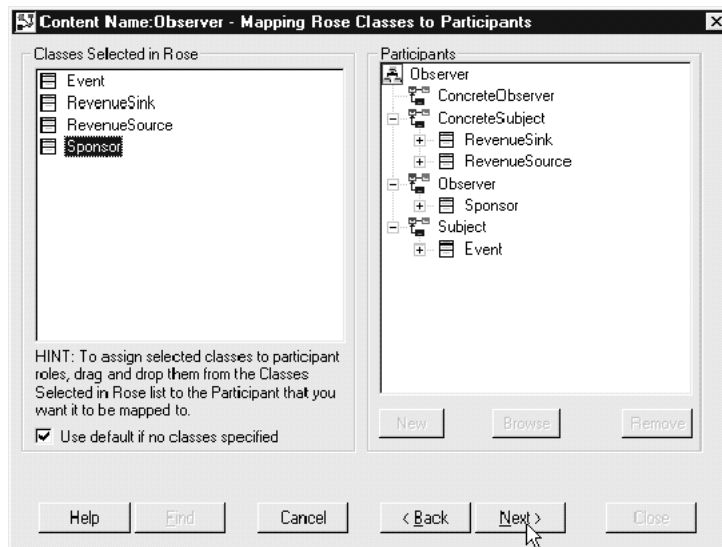 Content Name:Observer - Mapping Rose Classes to Participants
Classes Selected in Rose
Event
RevenueSink
RevenueSource
Sponsor
HINT: To assign selected classes to participant
roles, drag and drop them from the Classes
Selected in Rose list to the Participant that you
want it to be mapped to.
Use default if no classes specified
Participants
Observer
ConcreteObserver
ConcreteSubject
RevenueSink
RevenueSource
Observer
Sponsor
Subject
Event
New
Browse
Remove
Help
Find
Cancel
< Back
Next >
Close